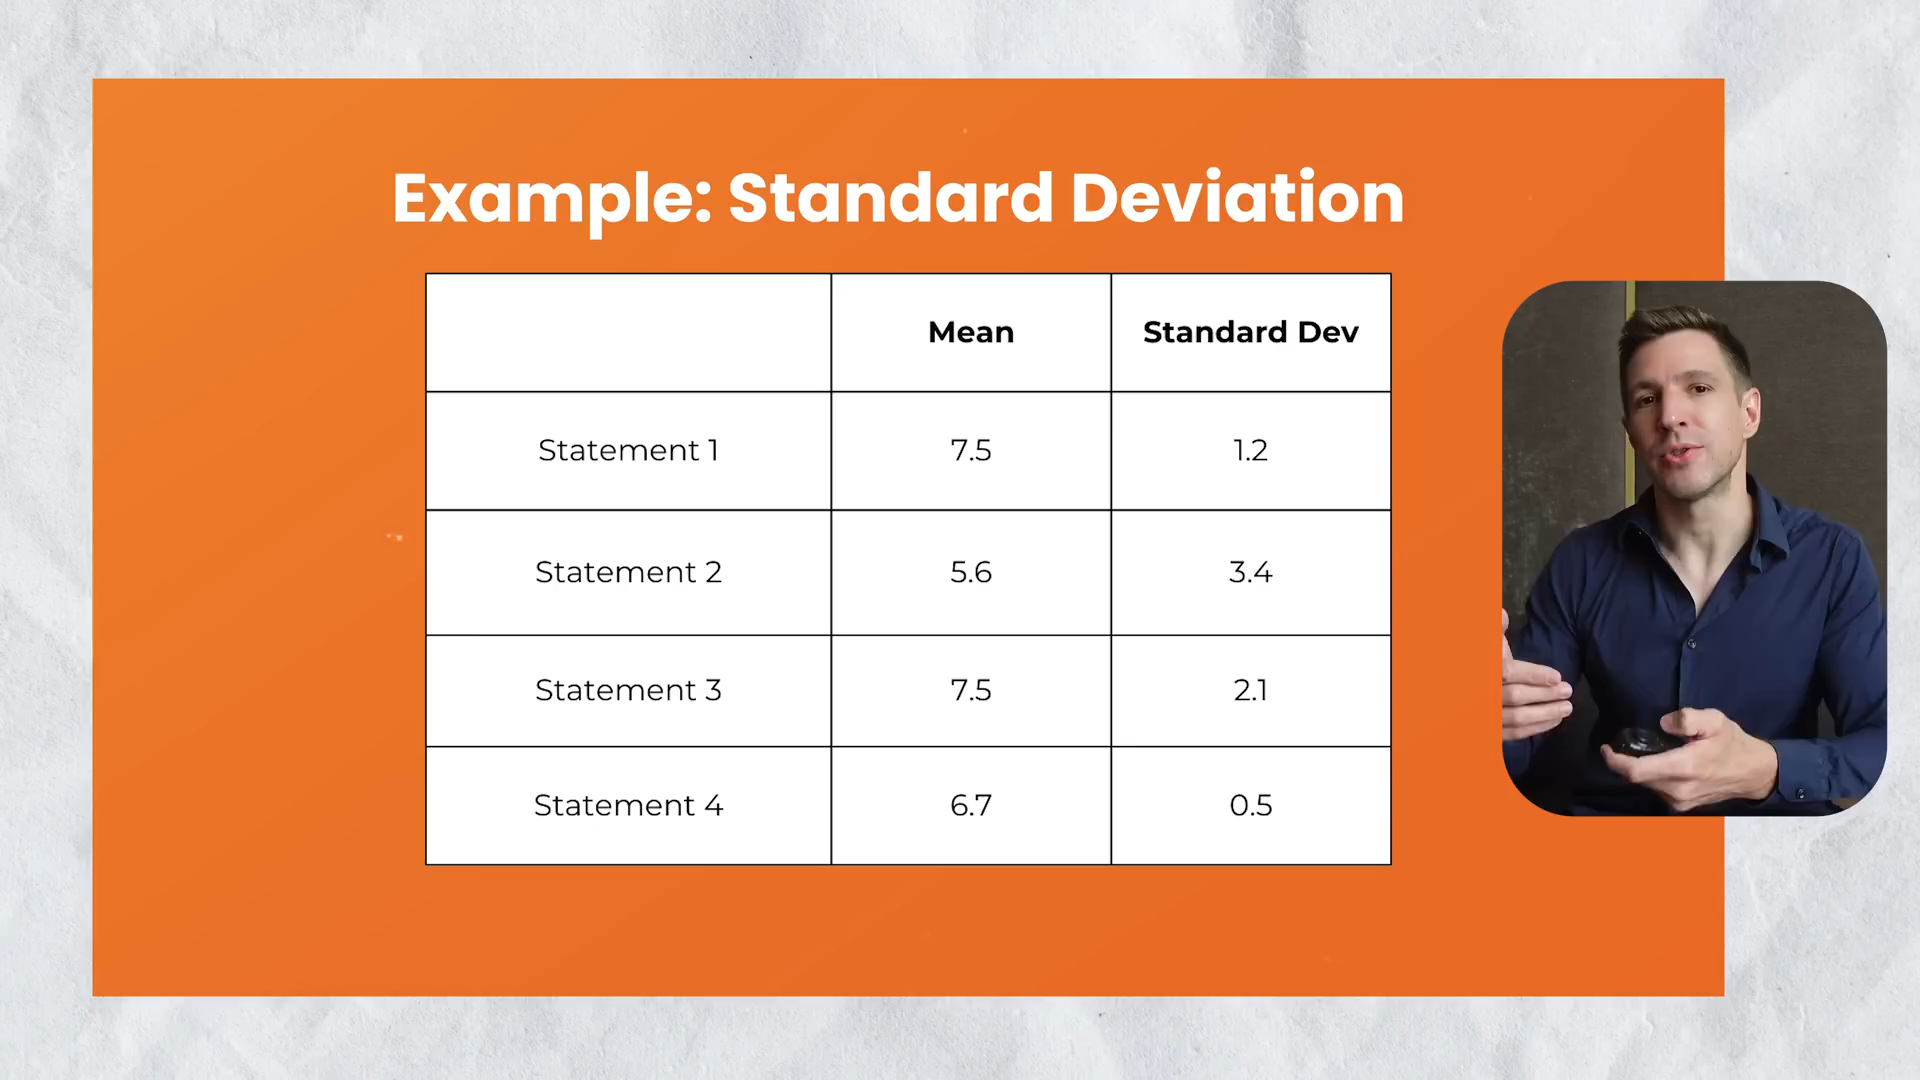 Example: Standard Deviation
Mean Standard Dev
Statement 1 7.5 1.2
Statement 2 5.6 3.4
Statement 3 7.5 2.1
Statement 4 6.7 0.5